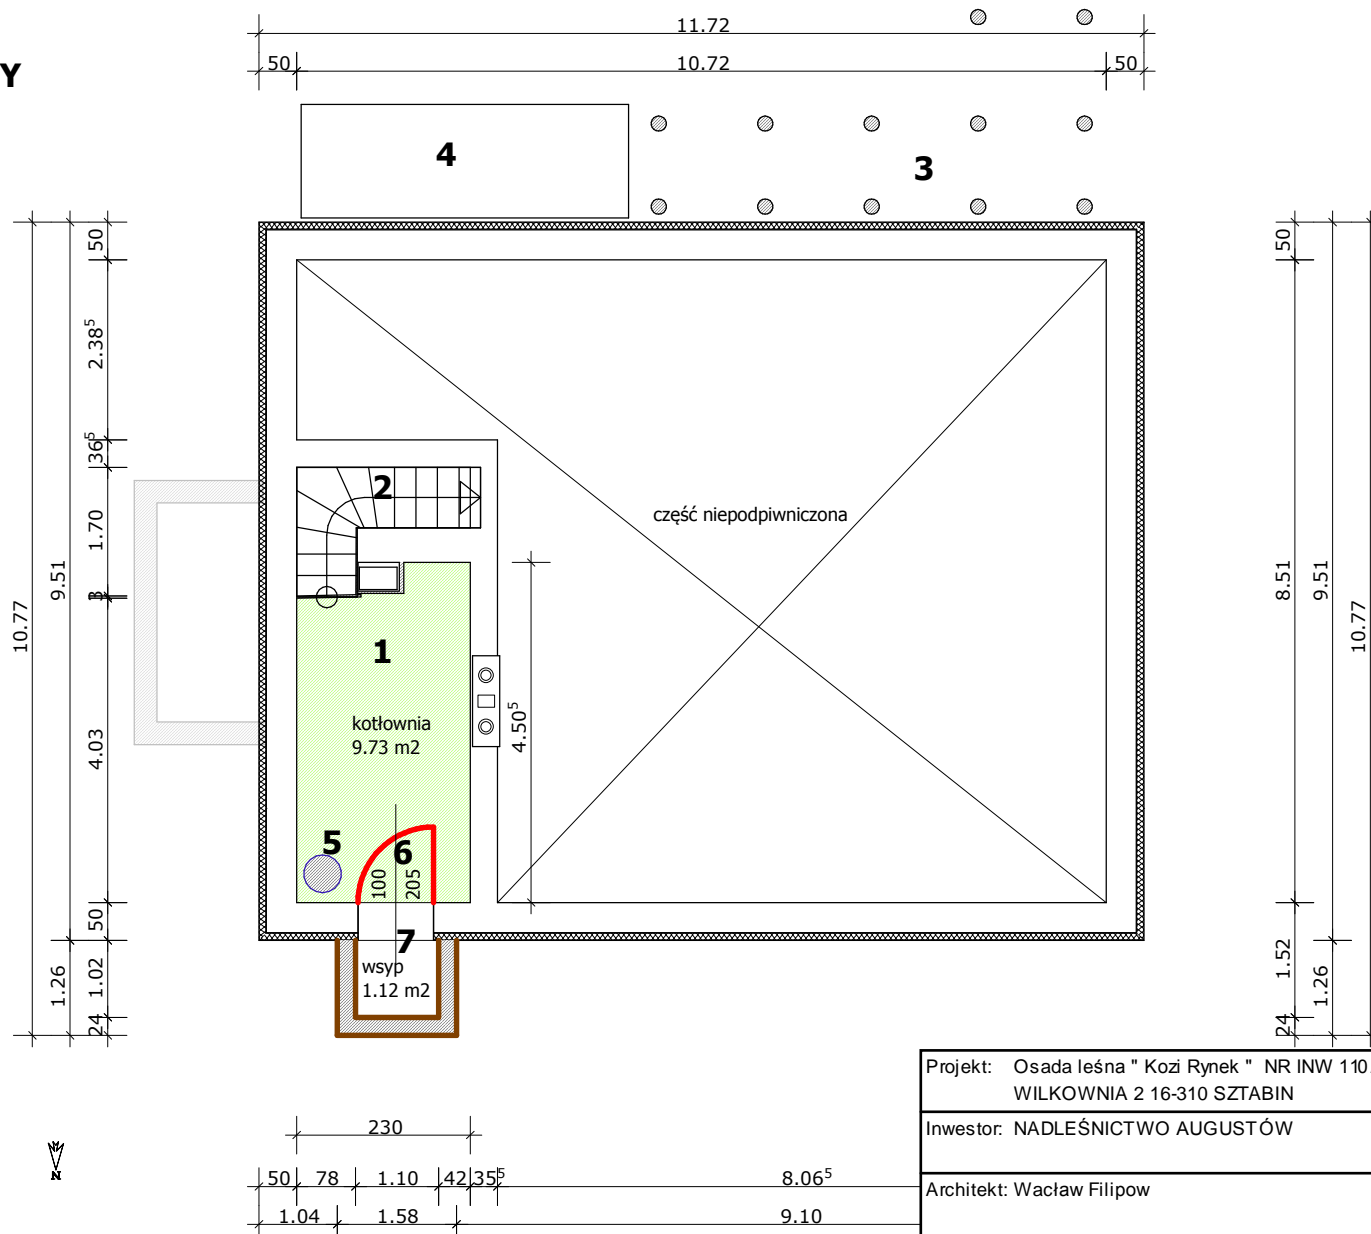 11.72
50 10.72 50
Y
4
3
50
2.38⁵
36⁵
1.70
3
4.03
50
1.02
24
9.51
1.26
10.77
2
część niepodpiwniczona
1
kotłownia
9.73 m2
4.50⁵
5
6
100
205
7
wsyp
1.12 m2
50
8.51
1.52
24
9.51
1.26
10.77
230
50 78 1.10 42 35⁵ 8.06⁵
1.04 1.58 9.10
N
Projekt: Osada leśna " Kozi Rynek " NR INW 110
WILKOWNIA 2 16-310 SZTABIN
Inwestor: NADLEŚNICTWO AUGUSTÓW
Architekt: Wacław Filipow